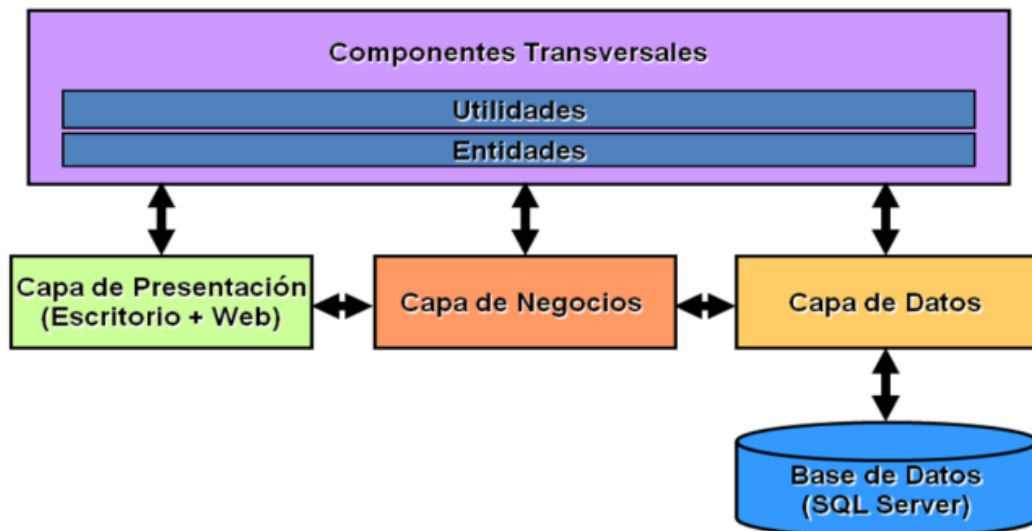 Componentes Transversales
Utilidades
Entidades
Capa de Presentación
(Escritorio + Web)
Capa de Negocios
Capa de Datos
Base de Datos
(SQL Server)